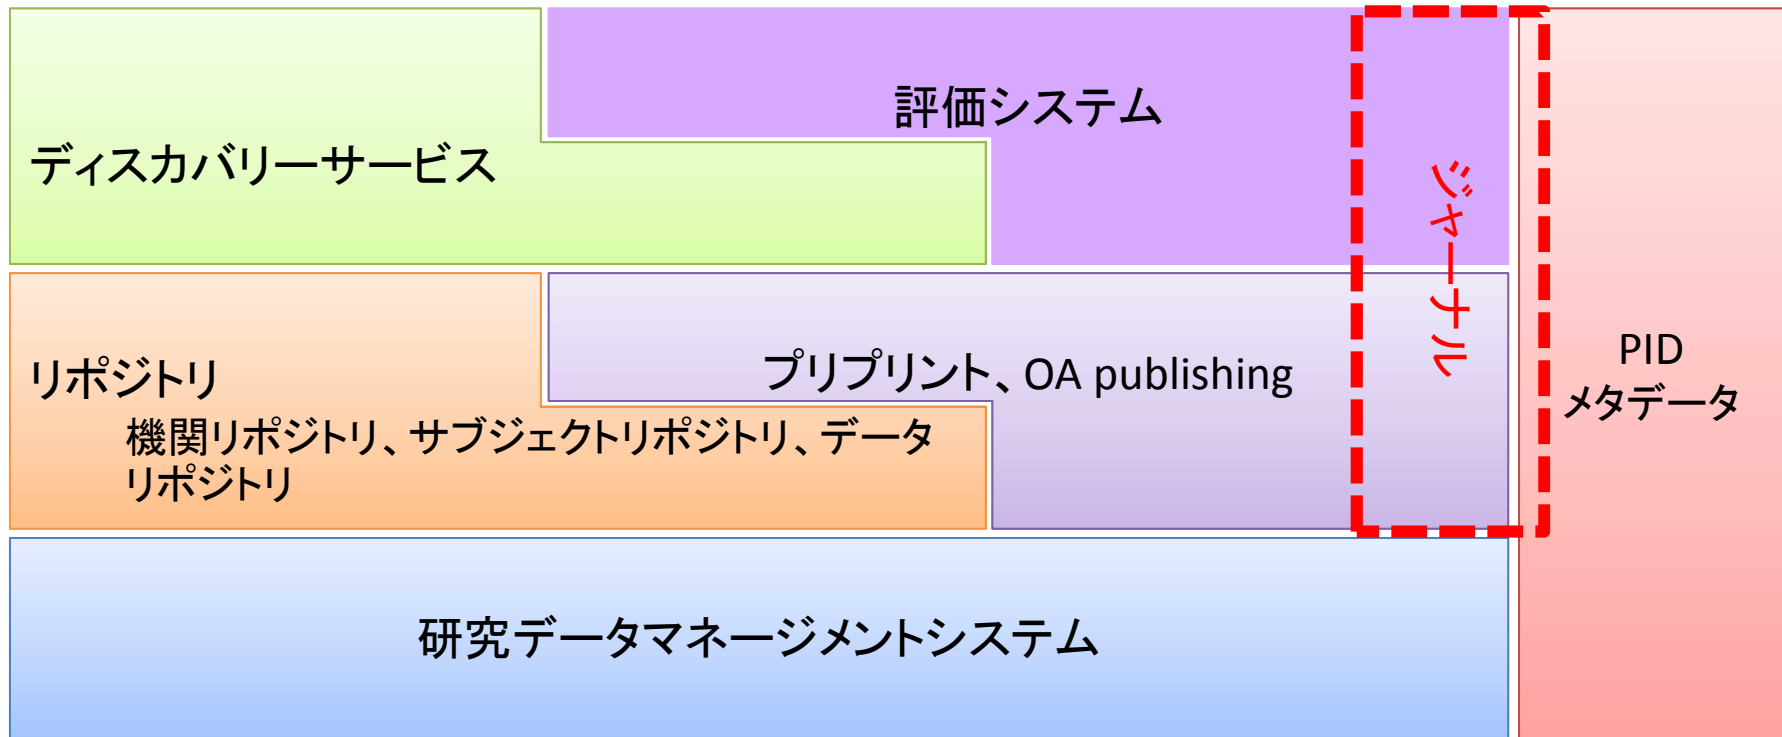 評価システム
ディスカバリーサービス
ジャーナル
リポジトリ
機関リポジトリ、サブジェクトリポジトリ、データ
リポジトリ
プリプリント、OA publishing
PID
メタデータ
研究データマネージメントシステム